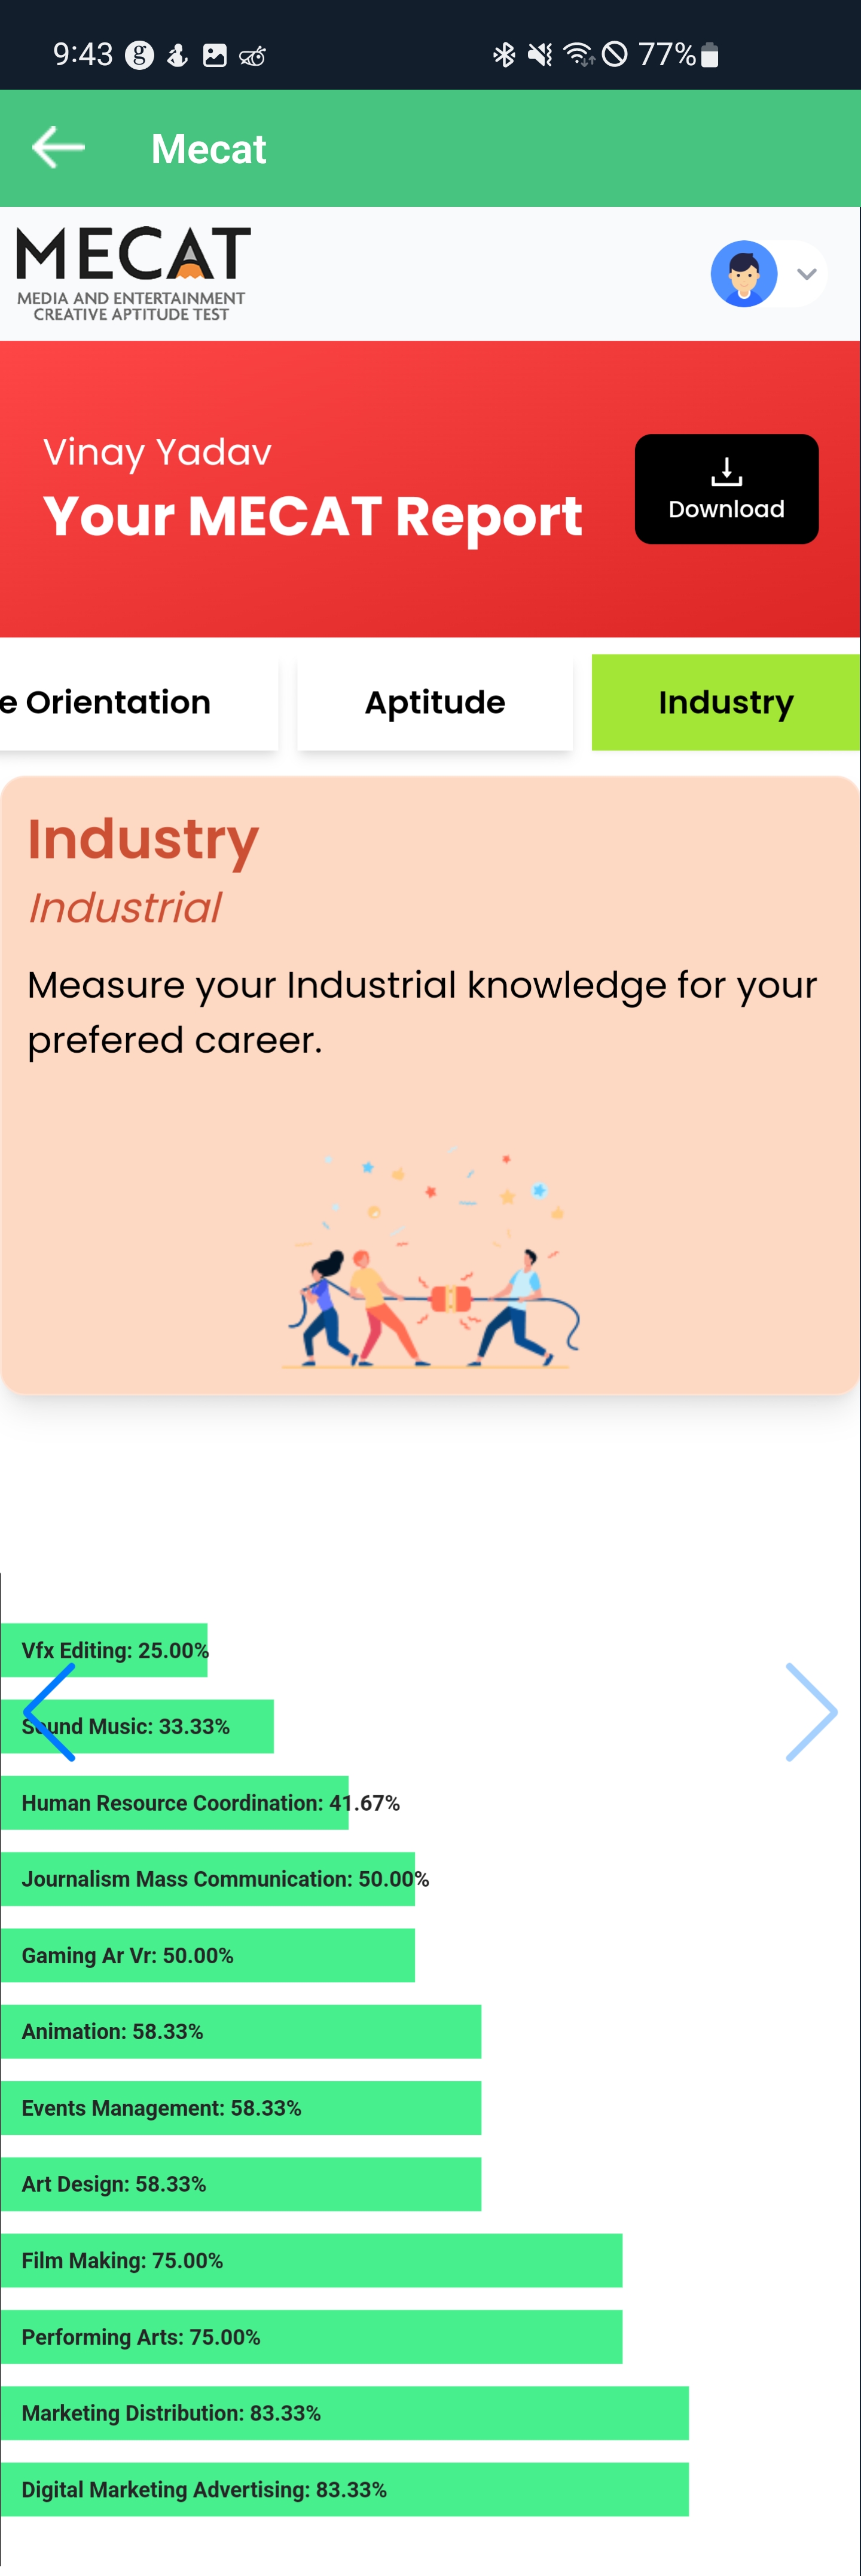 9:43
77%
Mecat
MECAT
MEDIA AND ENTERTAINMENT
CREATIVE APTITUDE TEST
Vinay Yadav
Your MECAT Report
Download
e Orientation
Aptitude
Industry
Industry
Industrial
Measure your Industrial knowledge for your
prefered career.
Vfx Editing: 25.00%
Sound Music: 33.33%
Human Resource Coordination: 41.67%
Journalism Mass Communication: 50.00%
Gaming Ar Vr: 50.00%
Animation: 58.33%
Events Management: 58.33%
Art Design: 58.33%
Film Making: 75.00%
Performing Arts: 75.00%
Marketing Distribution: 83.33%
Digital Marketing Advertising: 83.33%